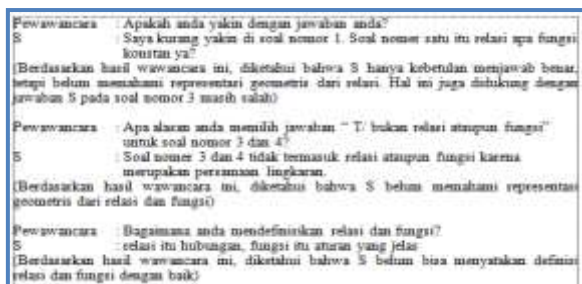 Pewawancara : Apakah anda yakin dengan jawaban anda?
S : Saya kurang yakin di soal nomor 1. Soal nomer satu itu relasi apa fungsi
konstan ya?
(Berdasarkan hasil wawancara ini, diketahui bahwa S hanya kebetulan menjawab benar,
tetapi belum memahami representasi geometris dari relasi. Hal ini juga didukung dengan
jawaban S pada soal nomor 3 masih salah)
Pewawancara : Apa alasan anda memilih jawaban " T/ bukan relasi ataupun fungsi"
untuk soal nomor 3 dan 4?
S : Soal nomer 3 dan 4 tidak termasuk relasi ataupun fungsi karena
merupakan persamaan lingkaran.
(Berdasarkan hasil wawancara ini, diketahui bahwa S belum memahami representasi
geometris dari relasi dan fungsi)
Pewawancara : Bagaimana anda mendefinisikan relasi dan fungsi?
S : relasi itu hubungan, fungsi itu aturan yang jelas
(Berdasarkan hasil wawancara ini, diketahui bahwa S belum bisa menyatakan definisi
relasi dan fungsi dengan baik)